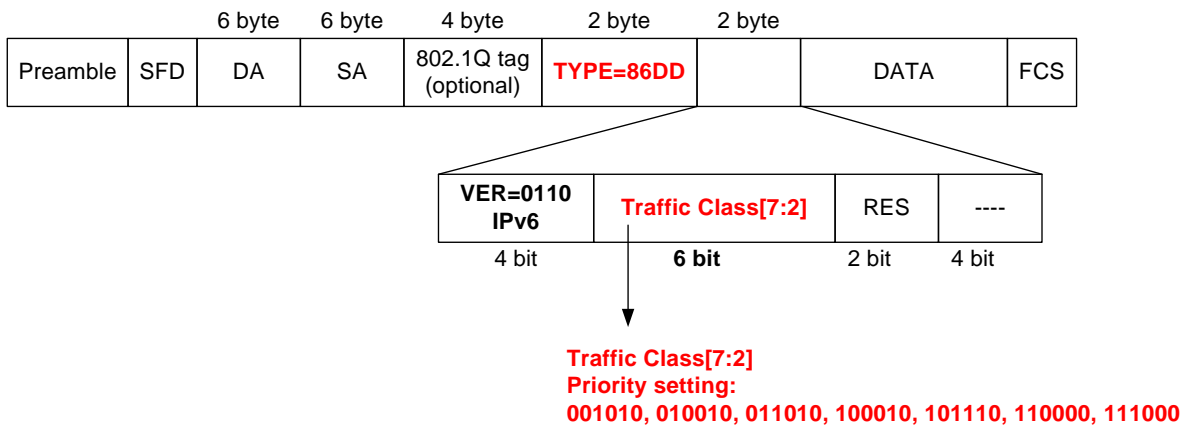 6 byte 6 byte 4 byte 2 byte 2 byte
Preamble SFD DA SA 802.1Q tag (optional) TYPE=86DD DATA FCS
VER=0110 IPv6 Traffic Class[7:2] RES ----
4 bit 6 bit 2 bit 4 bit
Traffic Class[7:2]
Priority setting:
001010, 010010, 011010, 100010, 101110, 110000, 111000